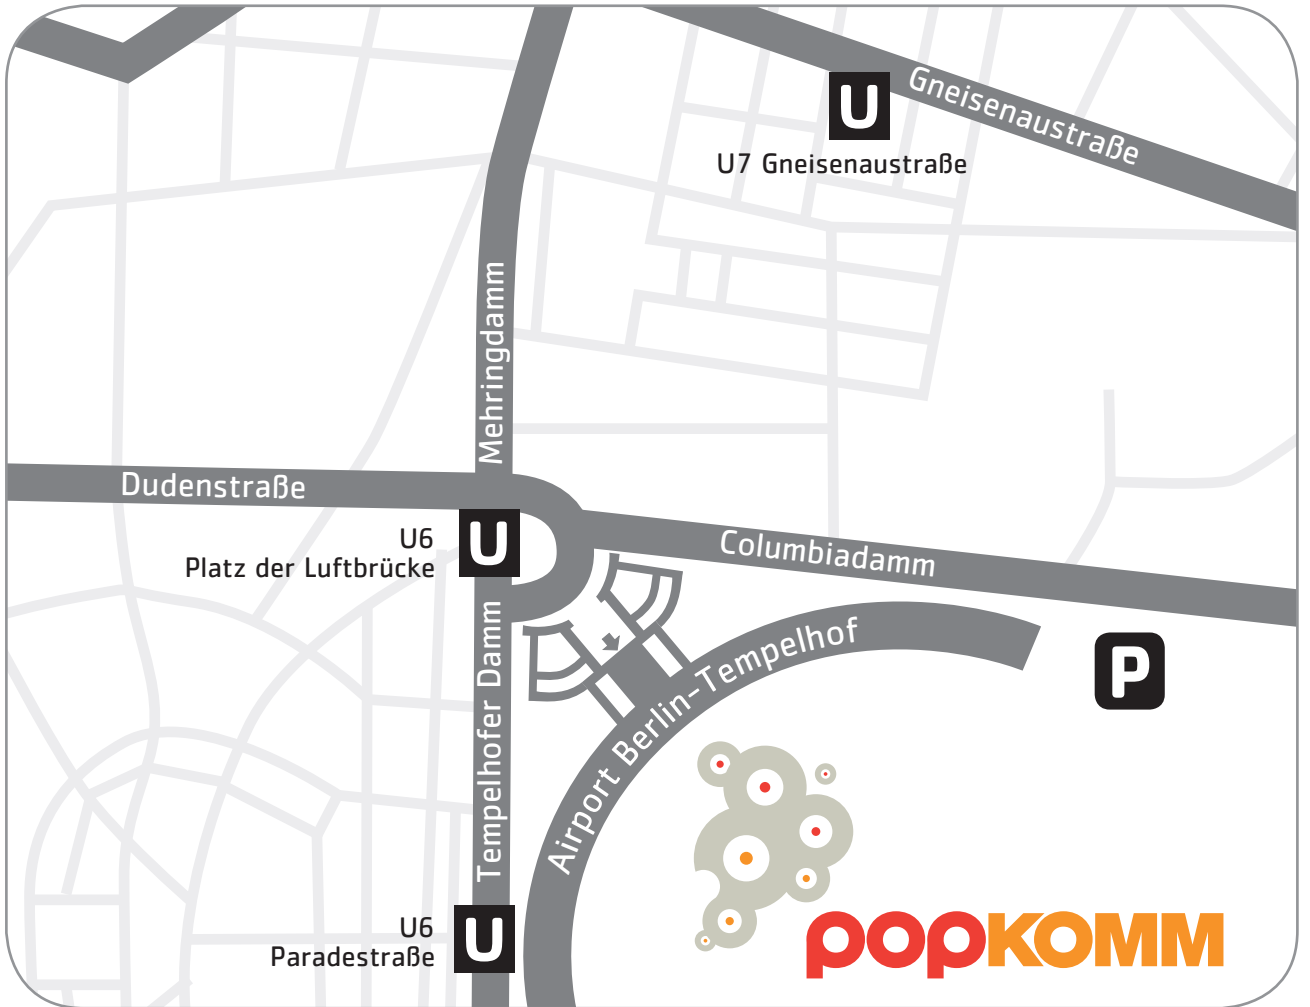 Gneisenaustraße
U
U7 Gneisenaustraße
Mehringdamm
Dudenstraße
U6
Platz der Luftbrücke
U
Columbiadamm
Tempelhofer Damm
Airport Berlin-Tempelhof
P
U6
Paradestraße
U
POPKOMM